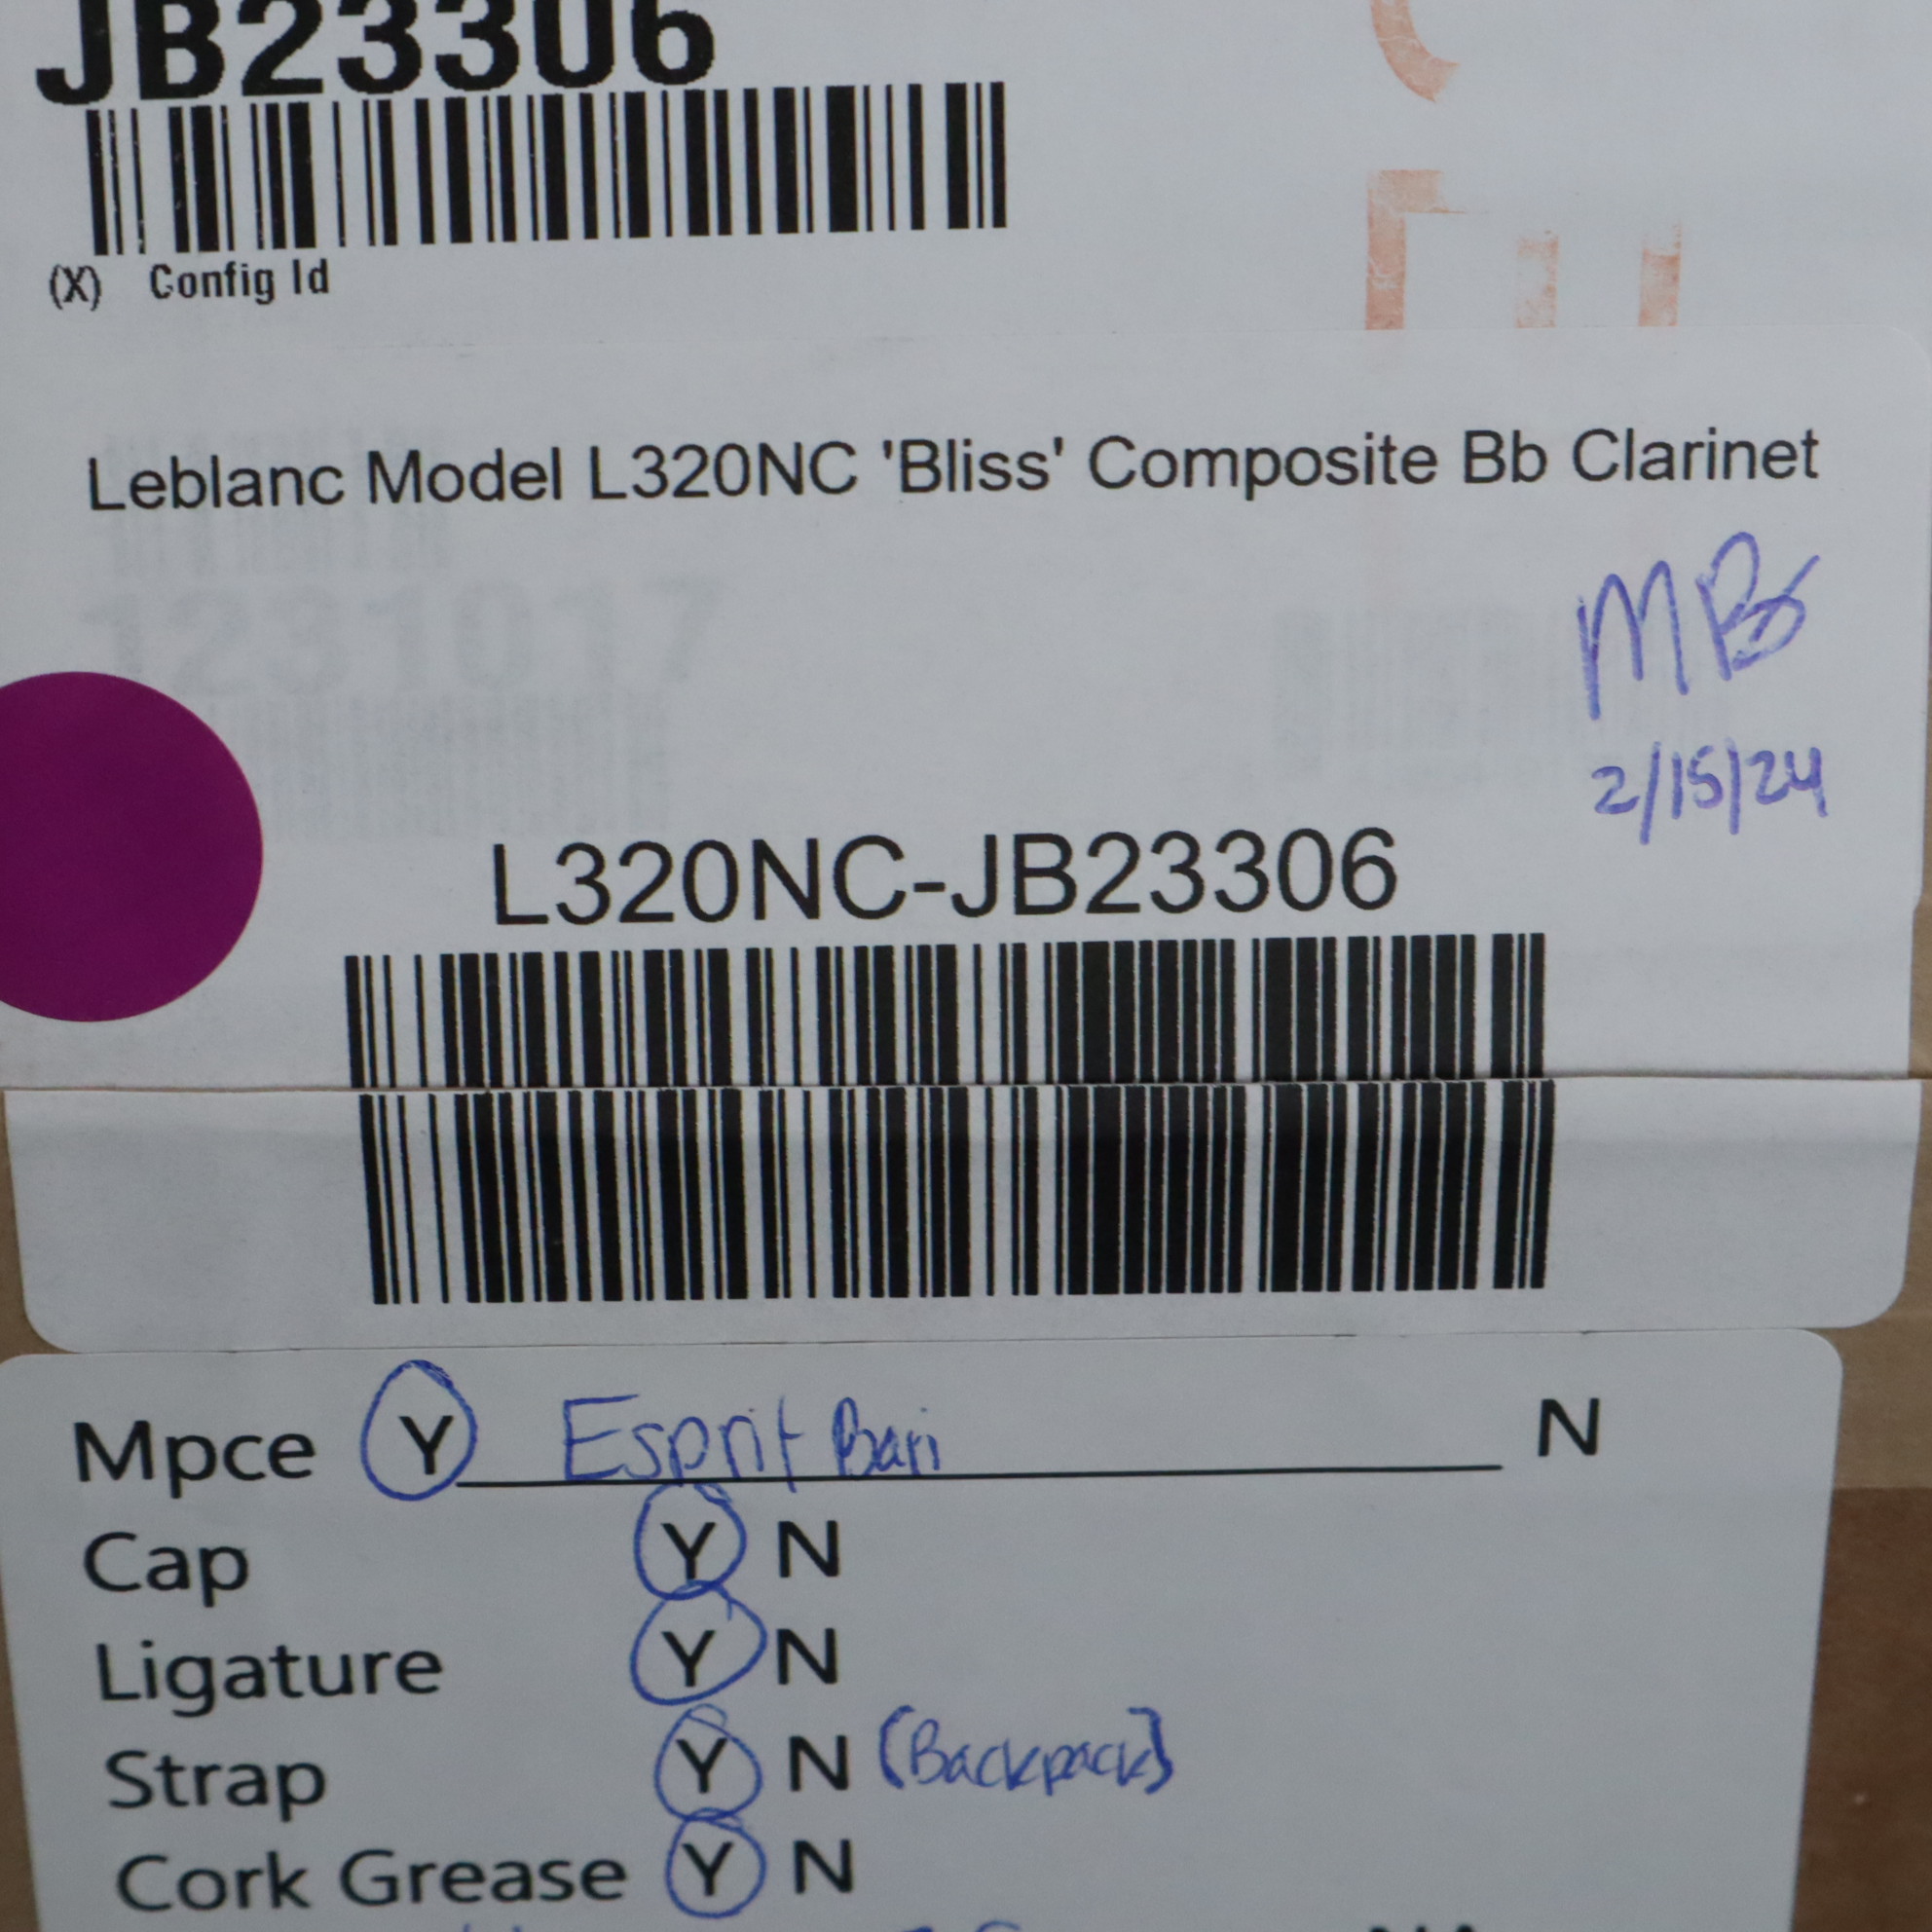 JB23306
(X) Config Id
Leblanc Model L320NC 'Bliss' Composite Bb Clarinet
1231017
MB
2/15/24
L320NC-JB23306
Mpce Y Esprit Bari N
Cap Y N
Ligature Y N
Strap Y N (Backpack)
Cork Grease Y N